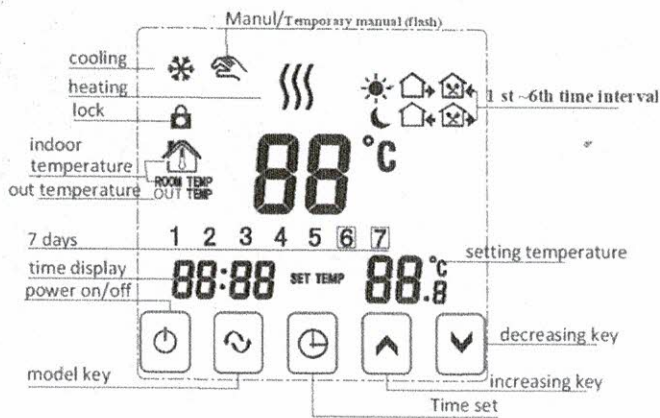 Manul/Temporary manual (flash)
cooling
heating
lock
1 st ~6th time interval
88 °C
indoor
temperature
ROOM TEMP
out temperature
OUT TEMP
7 days
1 2 3 4 5 6 7
setting temperature
time display
88:88 SET TEMP 88.8 °C
power on/off
decreasing key
model key
increasing key
Time set